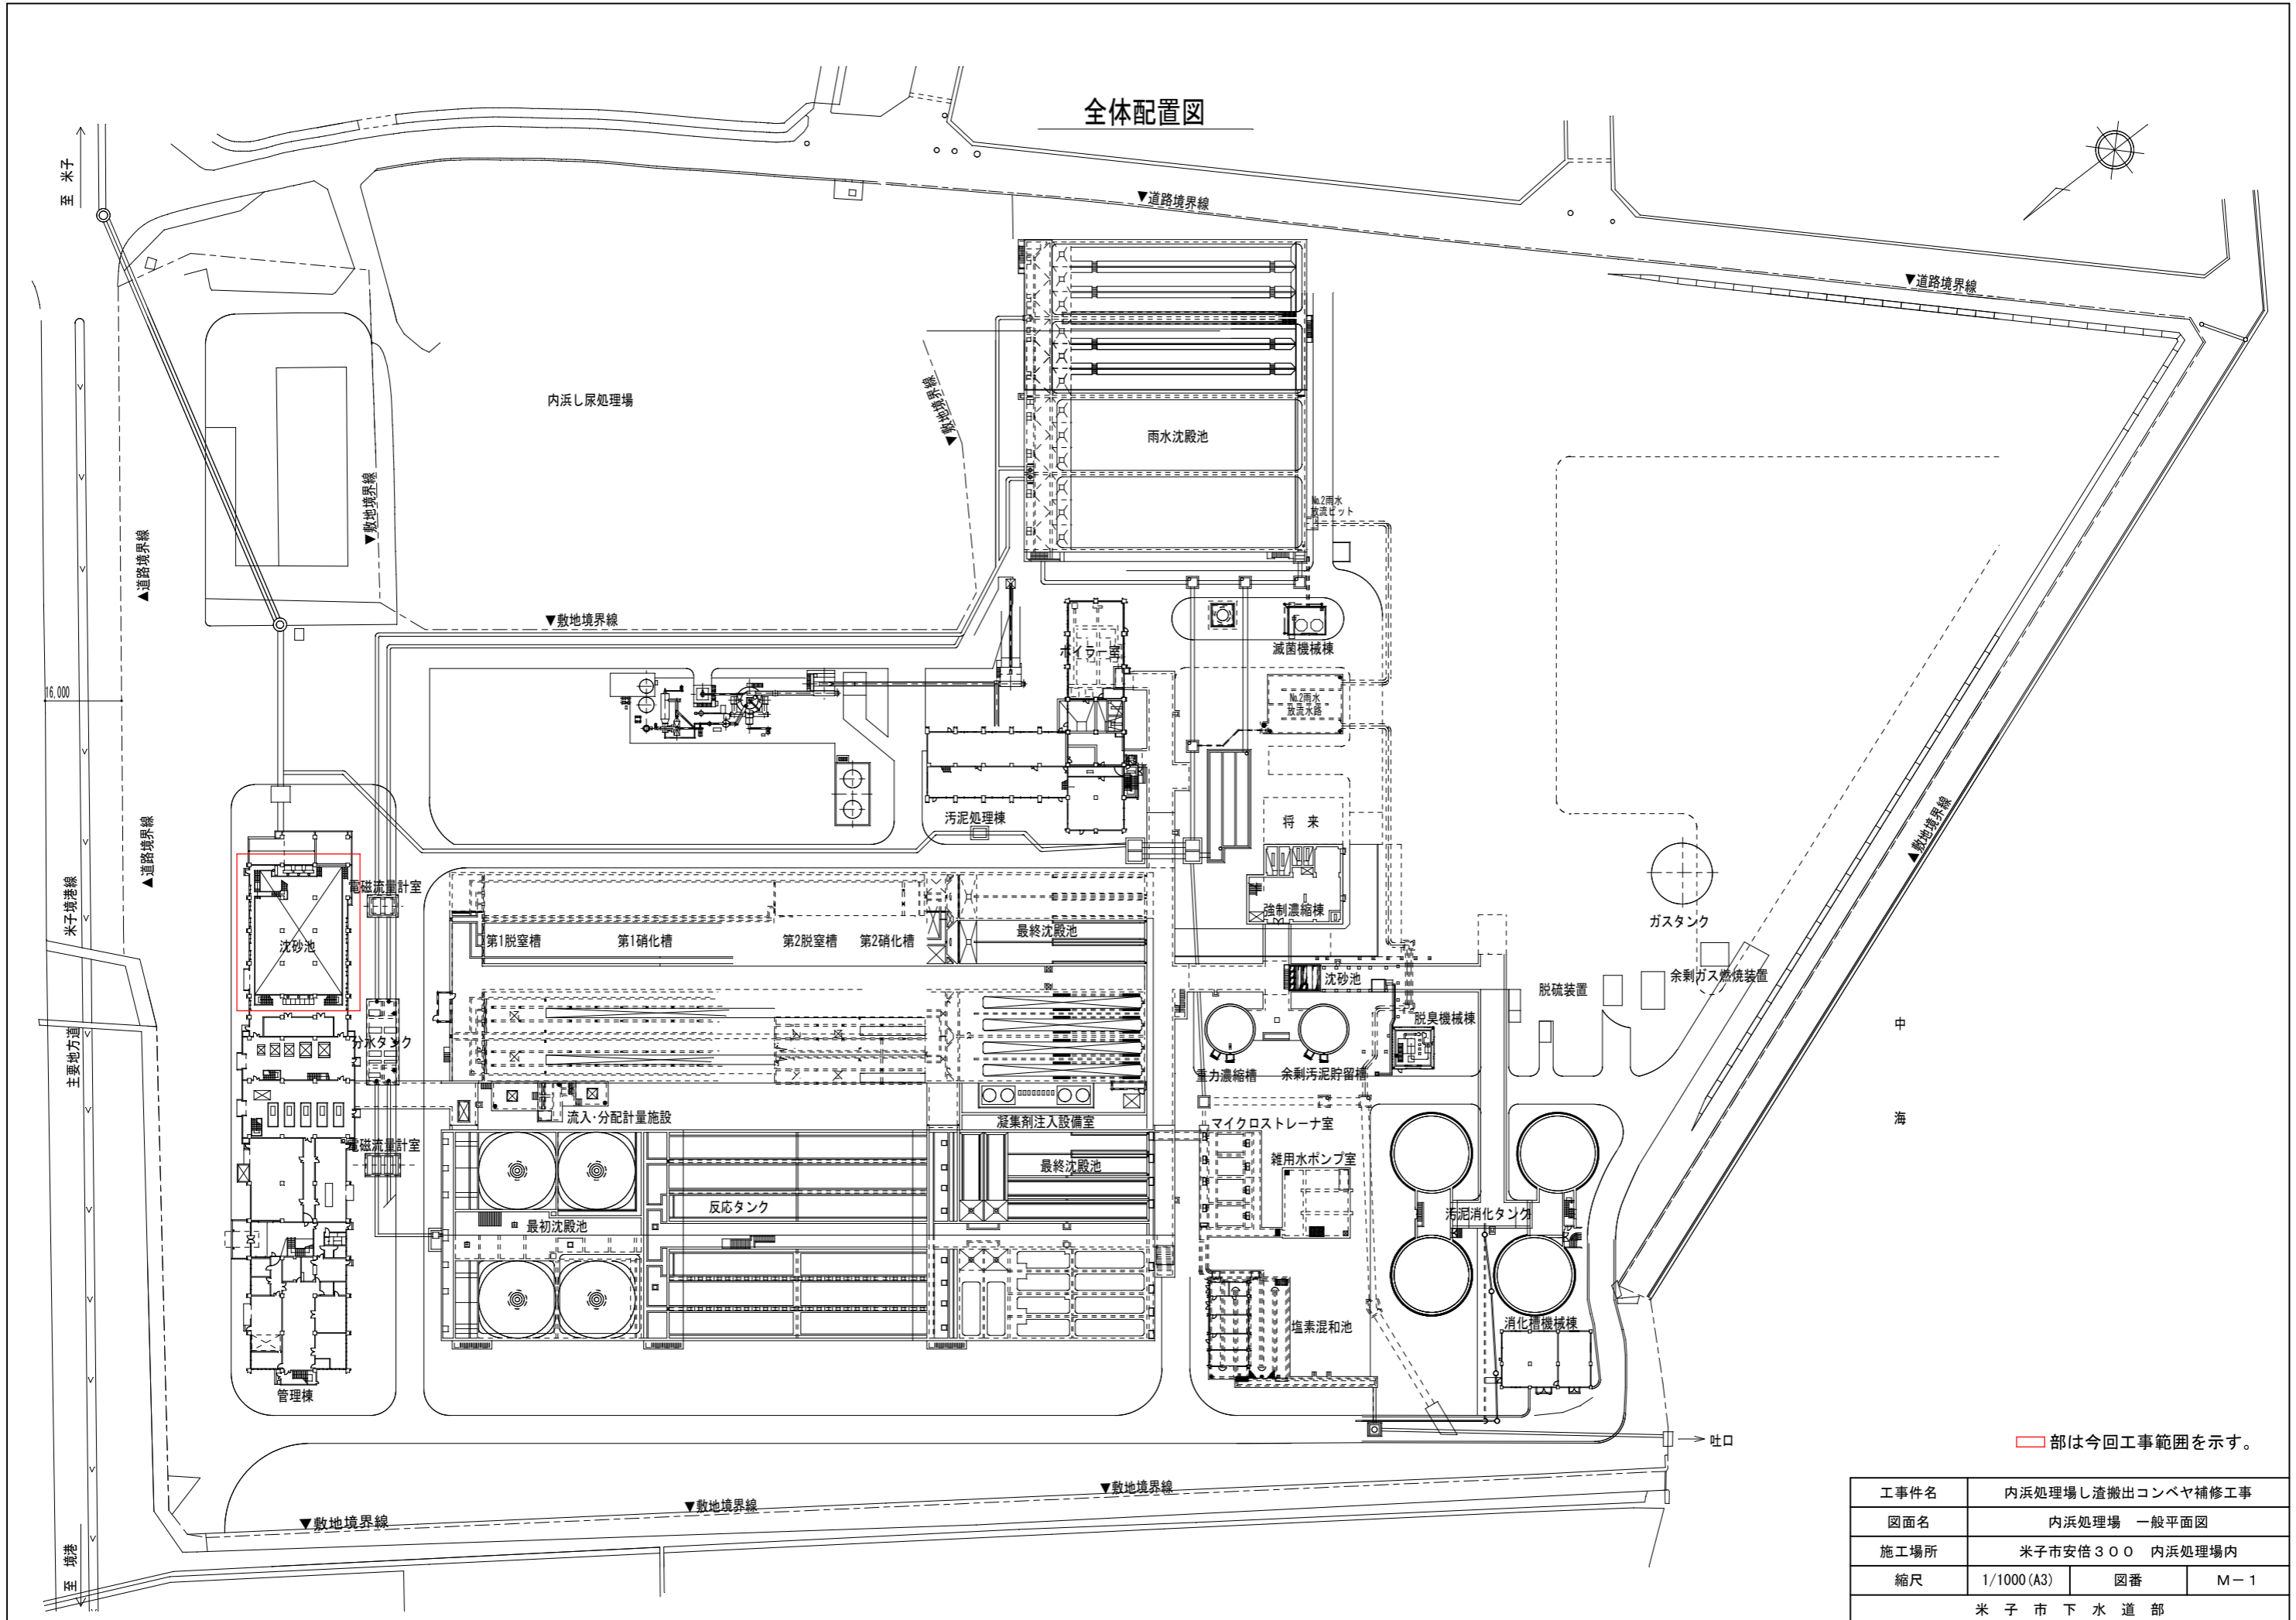 全体配置図
至 米子
▼道路境界線
▼道路境界線
内浜し尿処理場
▼敷地境界線
雨水沈殿池
▼敷地境界線
№2雨水
放流ピット
▲道路境界線
▼敷地境界線
ボイラー室
滅菌機械棟
16,000
№2雨水
放流水路
汚泥処理棟
将 来
▲道路境界線
▲敷地境界線
米子境港線
電磁流量計室
沈砂池
第1脱窒槽
第1硝化槽
第2脱窒槽
第2硝化槽
最終沈殿池
強制濃縮棟
ガスタンク
沈砂池
脱硫装置
余剰ガス燃焼装置
脱臭機械棟
中
海
主要地方道
分水タンク
重力濃縮槽
余剰汚泥貯留槽
流入・分配計量施設
凝集剤注入設備室
マイクロストレーナ室
電磁流量計室
最終沈殿池
雑用水ポンプ室
反応タンク
最初沈殿池
汚泥消化タンク
塩素混和池
消化槽機械棟
管理棟
吐口
部は今回工事範囲を示す。
▼敷地境界線
▼敷地境界線
▼敷地境界線
至 境港
工事件名 内浜処理場し渣搬出コンベヤ補修工事
図面名 内浜処理場 一般平面図
施工場所 米子市安倍300 内浜処理場内
縮尺 1/1000(A3) 図番 M-1
米 子 市 下 水 道 部